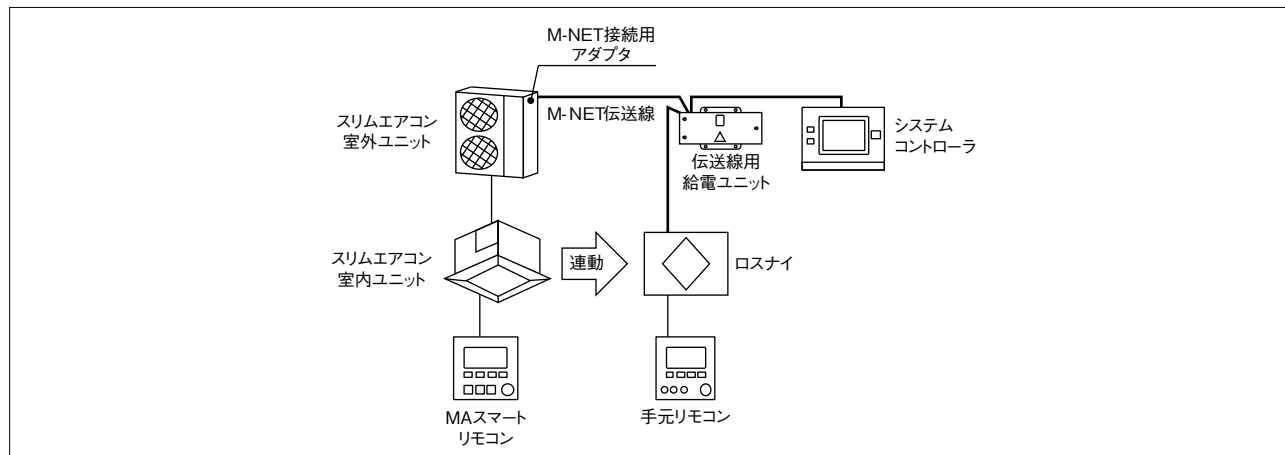 M-NET接続用
アダプタ
スリムエアコン
室外ユニット
M-NET伝送線
伝送線用
給電ユニット
システム
コントローラ
スリムエアコン
室内ユニット
連動
ロスナイ
MAスマート
リモコン
手元リモコン